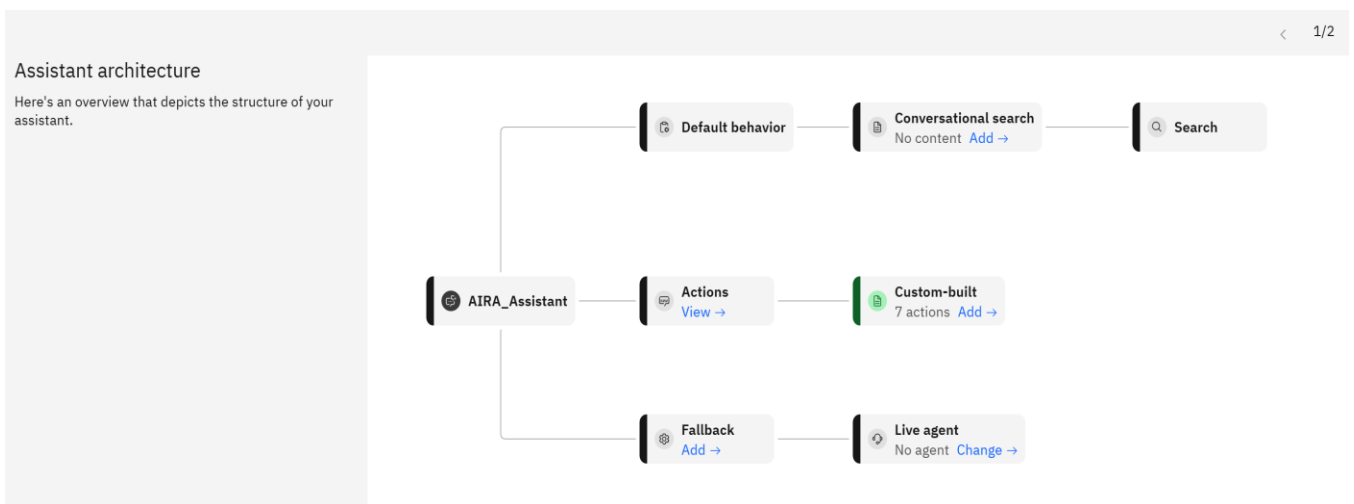 1/2
Assistant architecture
Here's an overview that depicts the structure of your
assistant.
Default behavior
Conversational search
No content Add →
Search
AIRA_Assistant
Actions
View →
Custom-built
7 actions Add →
Fallback
Add →
Live agent
No agent Change →